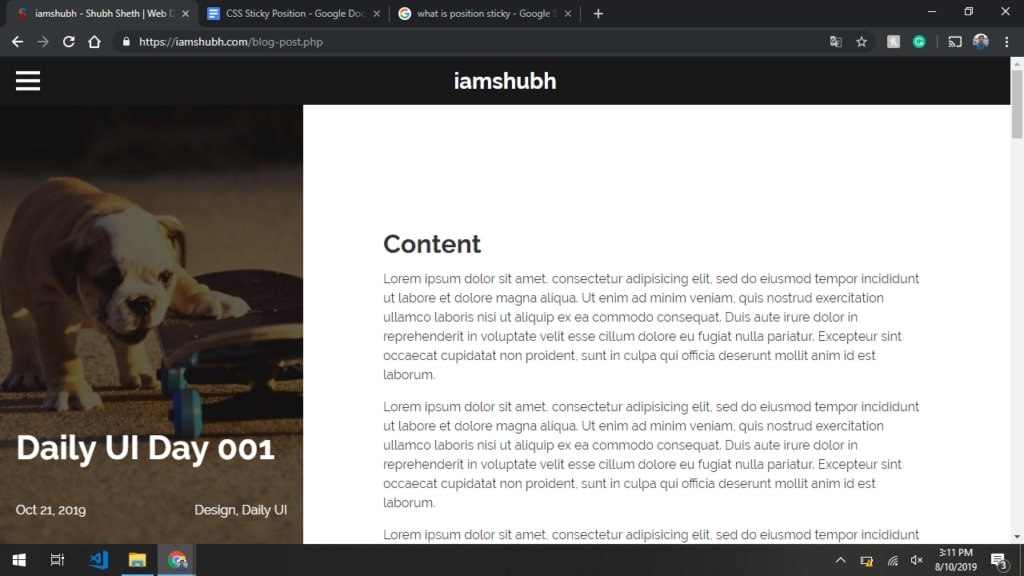 iamshubh - Shubh Sheth | Web D
CSS Sticky Position - Google Doc
what is position sticky - Google S
https://iamshubh.com/blog-post.php
iamshubh
Daily UI Day 001
Oct 21, 2019
Design, Daily UI
Content
Lorem ipsum dolor sit amet, consectetur adipisicing elit, sed do eiusmod tempor incididunt
ut labore et dolore magna aliqua. Ut enim ad minim veniam, quis nostrud exercitation
ullamco laboris nisi ut aliquip ex ea commodo consequat. Duis aute irure dolor in
reprehenderit in voluptate velit esse cillum dolore eu fugiat nulla pariatur. Excepteur sint
occaecat cupidatat non proident, sunt in culpa qui officia deserunt mollit anim id est
laborum.
Lorem ipsum dolor sit amet, consectetur adipisicing elit, sed do eiusmod tempor incididunt
ut labore et dolore magna aliqua. Ut enim ad minim veniam, quis nostrud exercitation
ullamco laboris nisi ut aliquip ex ea commodo consequat. Duis aute irure dolor in
reprehenderit in voluptate velit esse cillum dolore eu fugiat nulla pariatur. Excepteur sint
occaecat cupidatat non proident, sunt in culpa qui officia deserunt mollit anim id est
laborum.
Lorem ipsum dolor sit amet, consectetur adipisicing elit, sed do eiusmod tempor incididunt
3:11 PM
8/10/2019
3